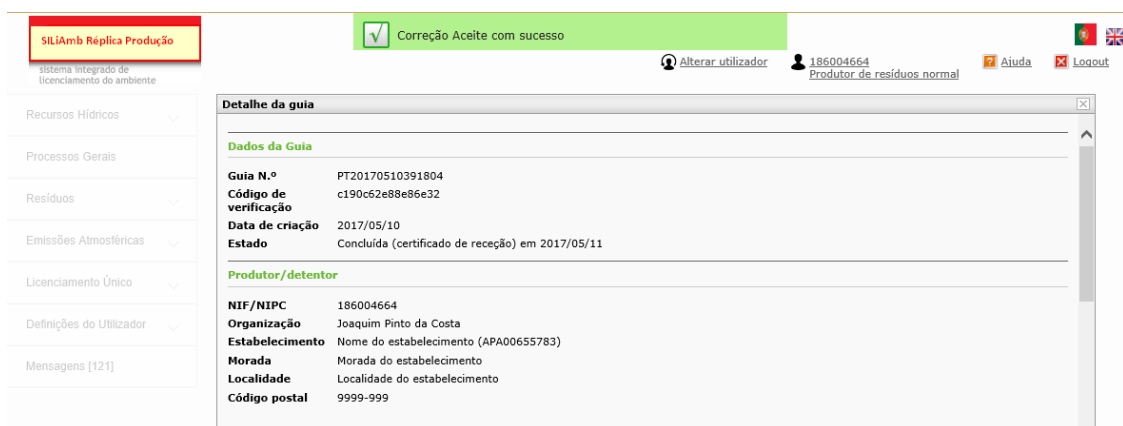 SILiAmb Réplica Produção
Correção Aceite com sucesso
sistema integrado de
licenciamento do ambiente
Alterar utilizador
186004664
Produtor de resíduos normal
Ajuda
Logout
Recursos Hídricos
Processos Gerais
Resíduos
Emissões Atmosféricas
Licenciamento Único
Definições do Utilizador
Mensagens [121]
Detalhe da guia
Dados da Guia
Guia N.º PT20170510391804
Código de
verificação c190c62e88e86e32
Data de criação 2017/05/10
Estado Concluída (certificado de receção) em 2017/05/11
Produtor/detentor
NIF/NIPC 186004664
Organização Joaquim Pinto da Costa
Estabelecimento Nome do estabelecimento (APA00655783)
Morada Morada do estabelecimento
Localidade Localidade do estabelecimento
Código postal 9999-999